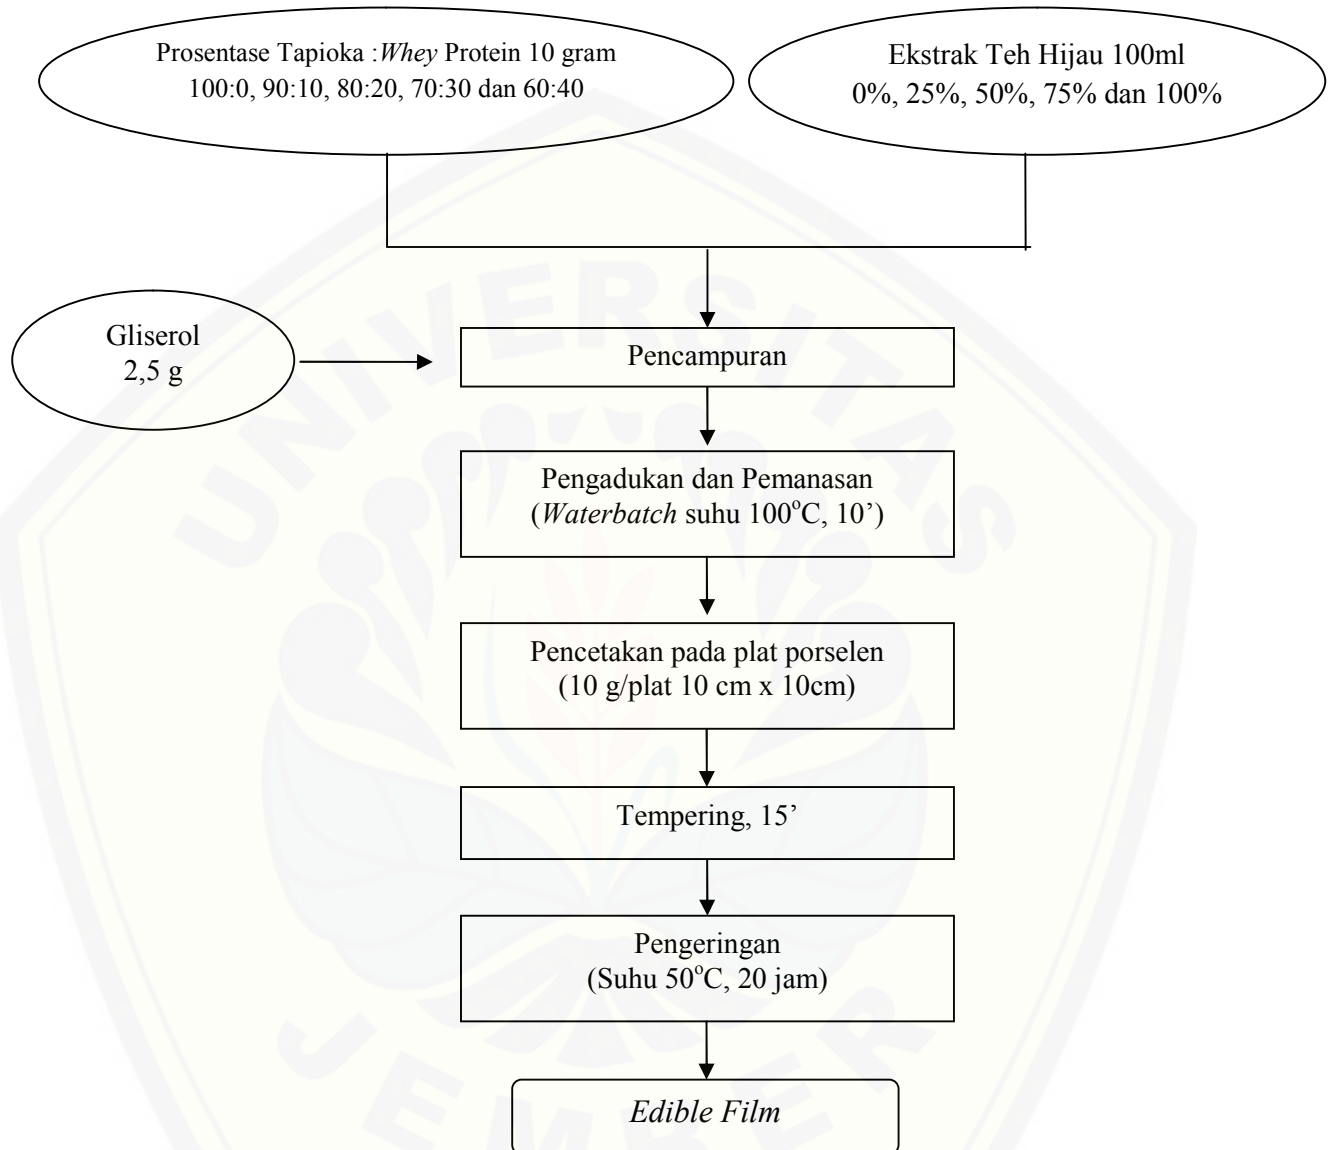 Prosentase Tapioka :Whey Protein 10 gram
100:0, 90:10, 80:20, 70:30 dan 60:40
Ekstrak Teh Hijau 100ml
0%, 25%, 50%, 75% dan 100%
Gliserol
2,5 g
Pencampuran
Pengadukan dan Pemanasan
(Waterbatch suhu 100°C, 10’)
Pencetakan pada plat porselen
(10 g/plat 10 cm x 10cm)
Tempering, 15’
Pengeringan
(Suhu 50°C, 20 jam)
Edible Film
UNIVERSITAS
JEMBER